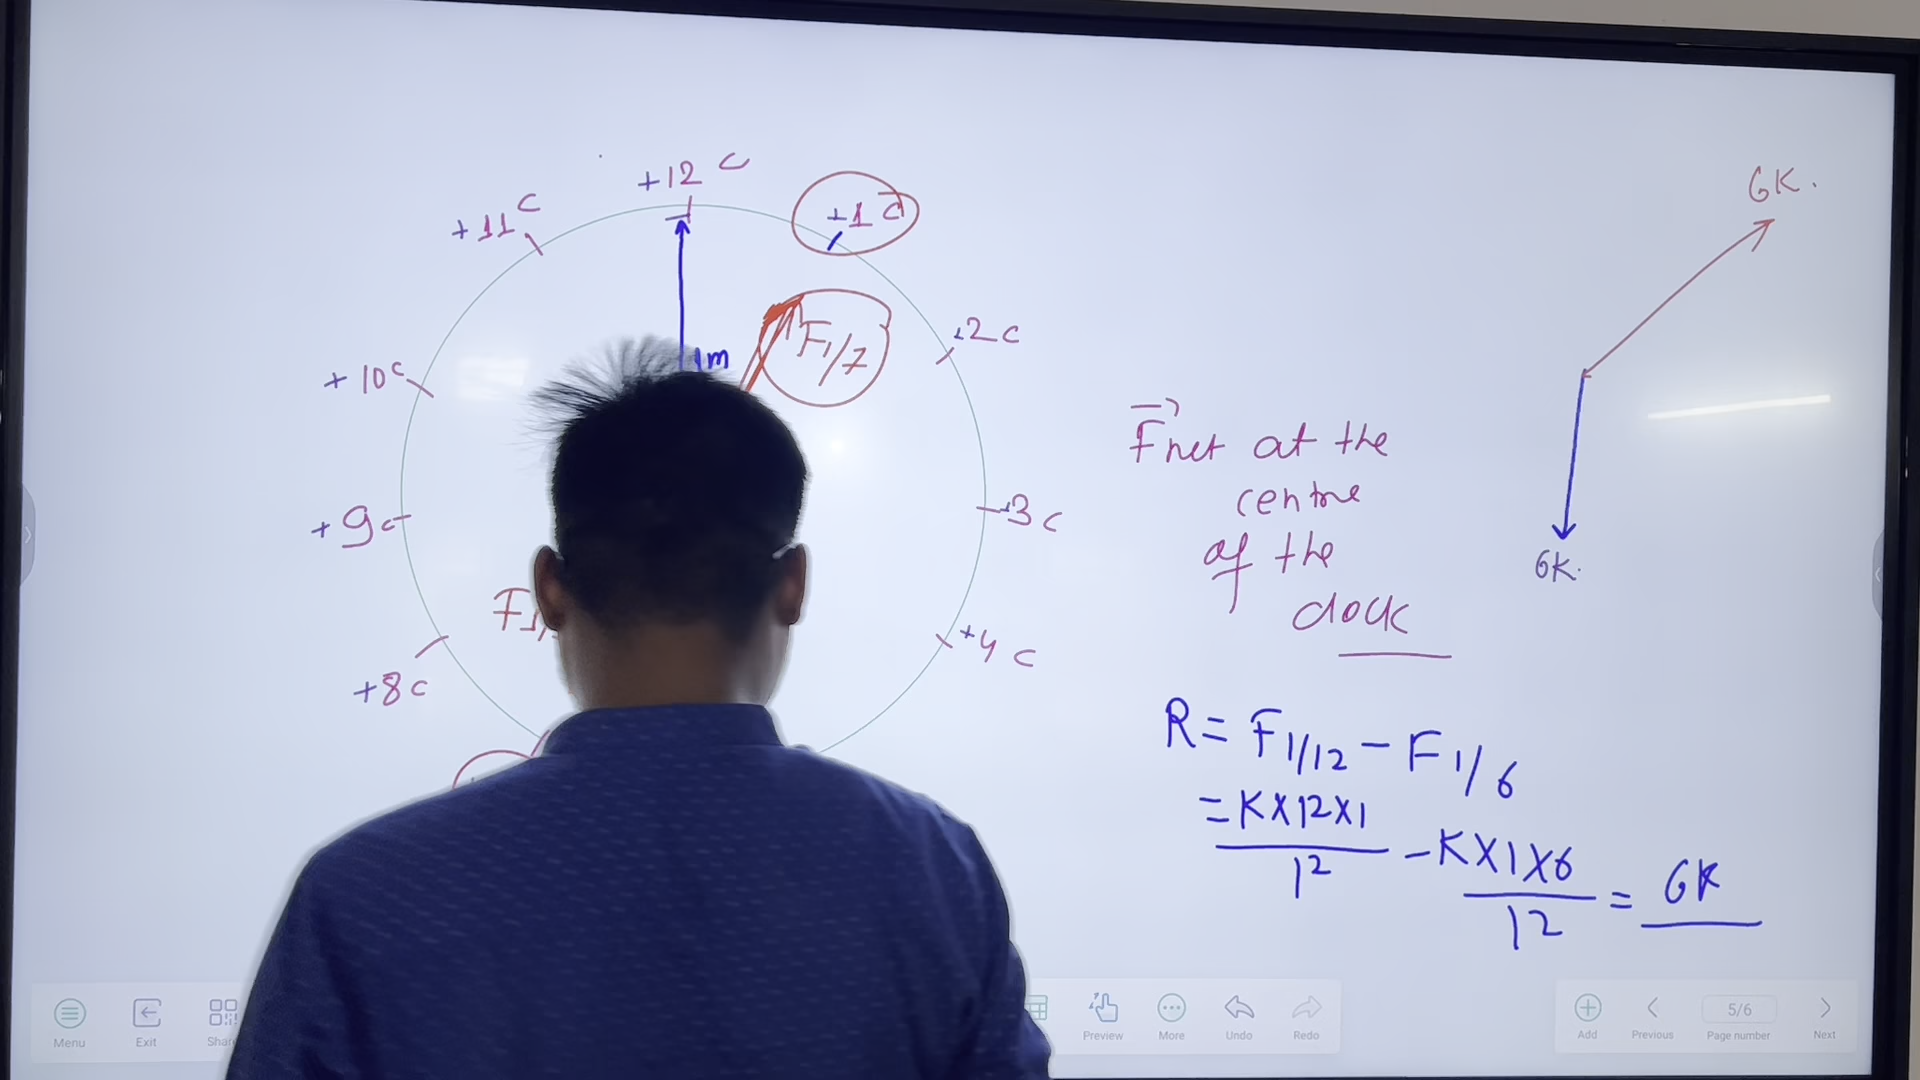 +12 C
+11 C
+1 C
+10 C
+2 C
1m
F1/7
+9 C
+3 C
F1/
+8 C
+4 C
Fnet at the
centre
of the
clock
6K.
6K.
R = F1/12 - F1/6
= K×12×1 / 1² - K×1×6 / 12 = 6K
Menu
Exit
Preview
More
Undo
Redo
Add
Previous
5/6
Page number
Next